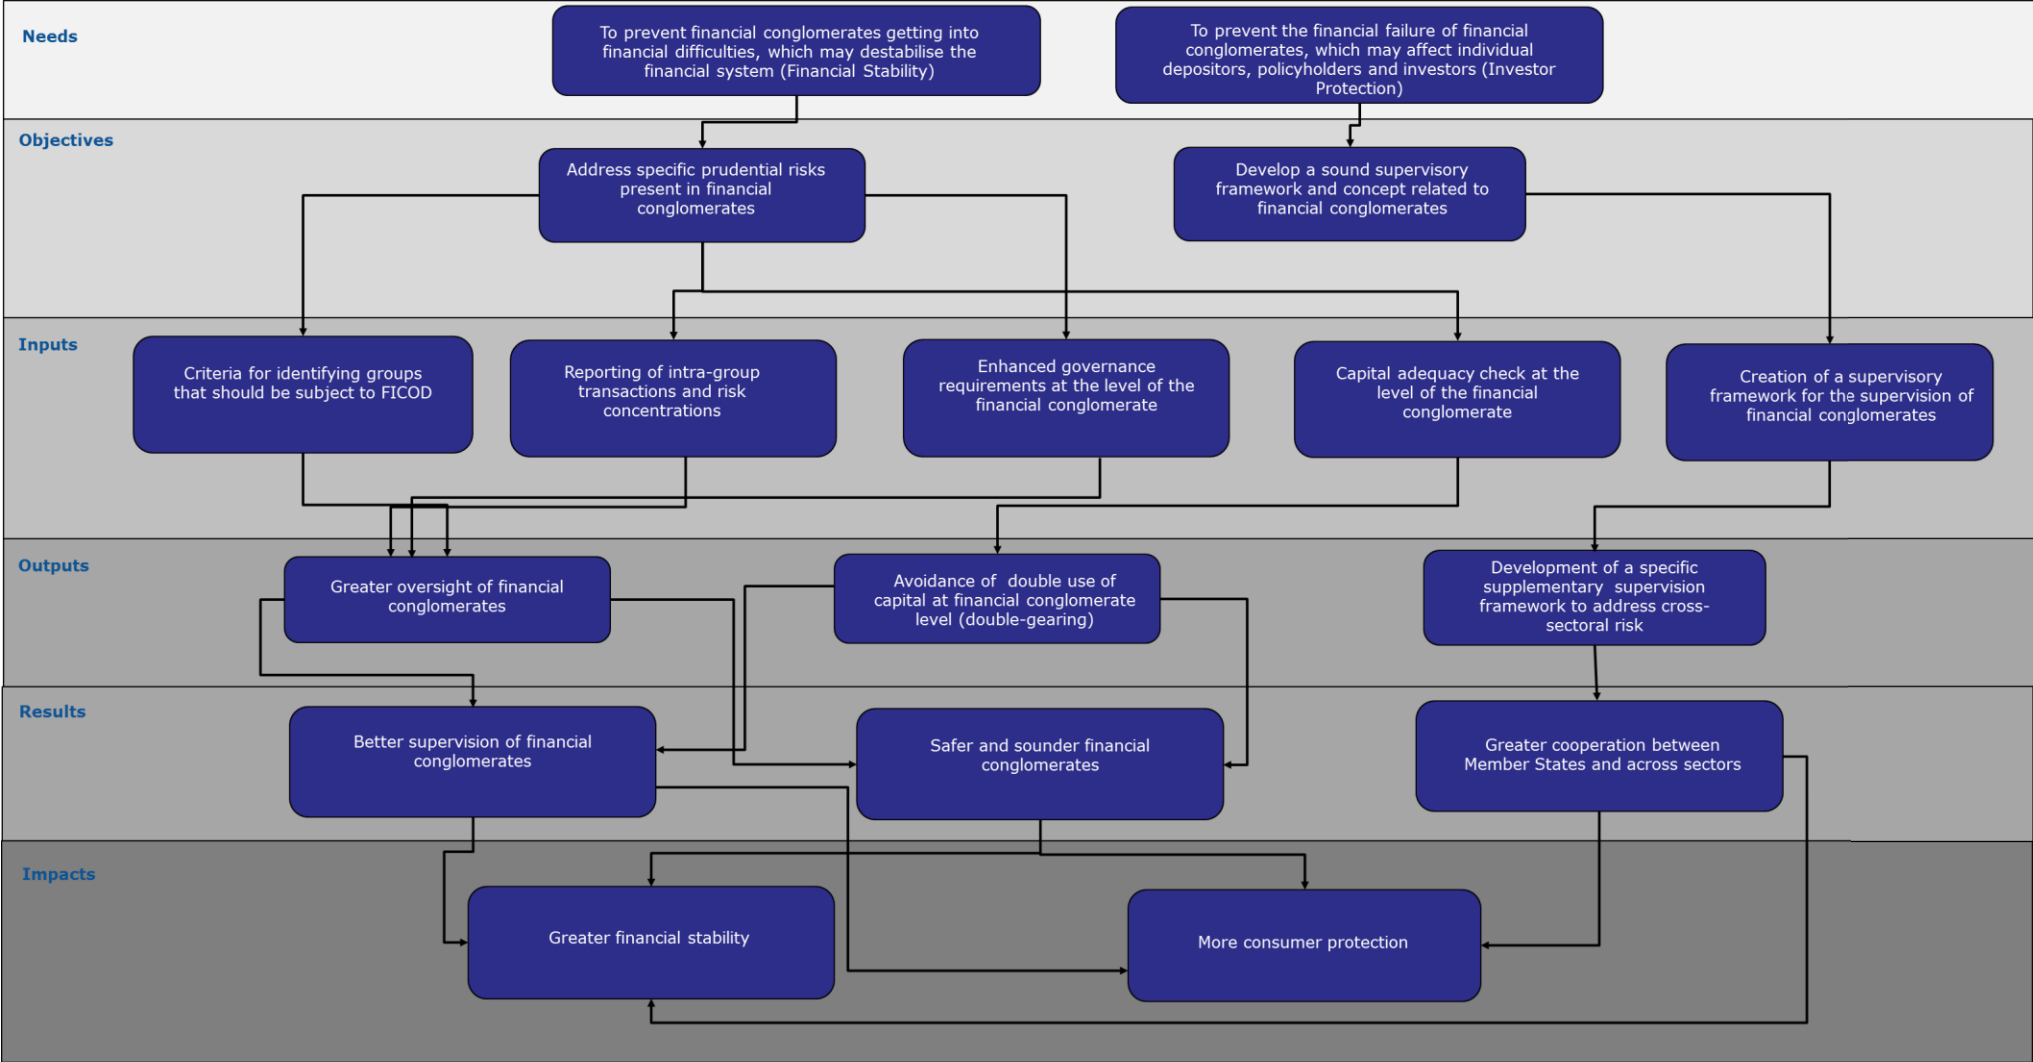 Needs
To prevent financial conglomerates getting into
financial difficulties, which may destabilise the
financial system (Financial Stability)
To prevent the financial failure of financial
conglomerates, which may affect individual
depositors, policyholders and investors (Investor
Protection)
Objectives
Address specific prudential risks
present in financial
conglomerates
Develop a sound supervisory
framework and concept related to
financial conglomerates
Inputs
Criteria for identifying groups
that should be subject to FICOD
Reporting of intra-group
transactions and risk
concentrations
Enhanced governance
requirements at the level of the
financial conglomerate
Capital adequacy check at the
level of the financial
conglomerate
Creation of a supervisory
framework for the supervision of
financial conglomerates
Outputs
Greater oversight of financial
conglomerates
Avoidance of double use of
capital at financial conglomerate
level (double-gearing)
Development of a specific
supplementary supervision
framework to address cross-
sectoral risk
Results
Better supervision of financial
conglomerates
Safer and sounder financial
conglomerates
Greater cooperation between
Member States and across sectors
Impacts
Greater financial stability
More consumer protection